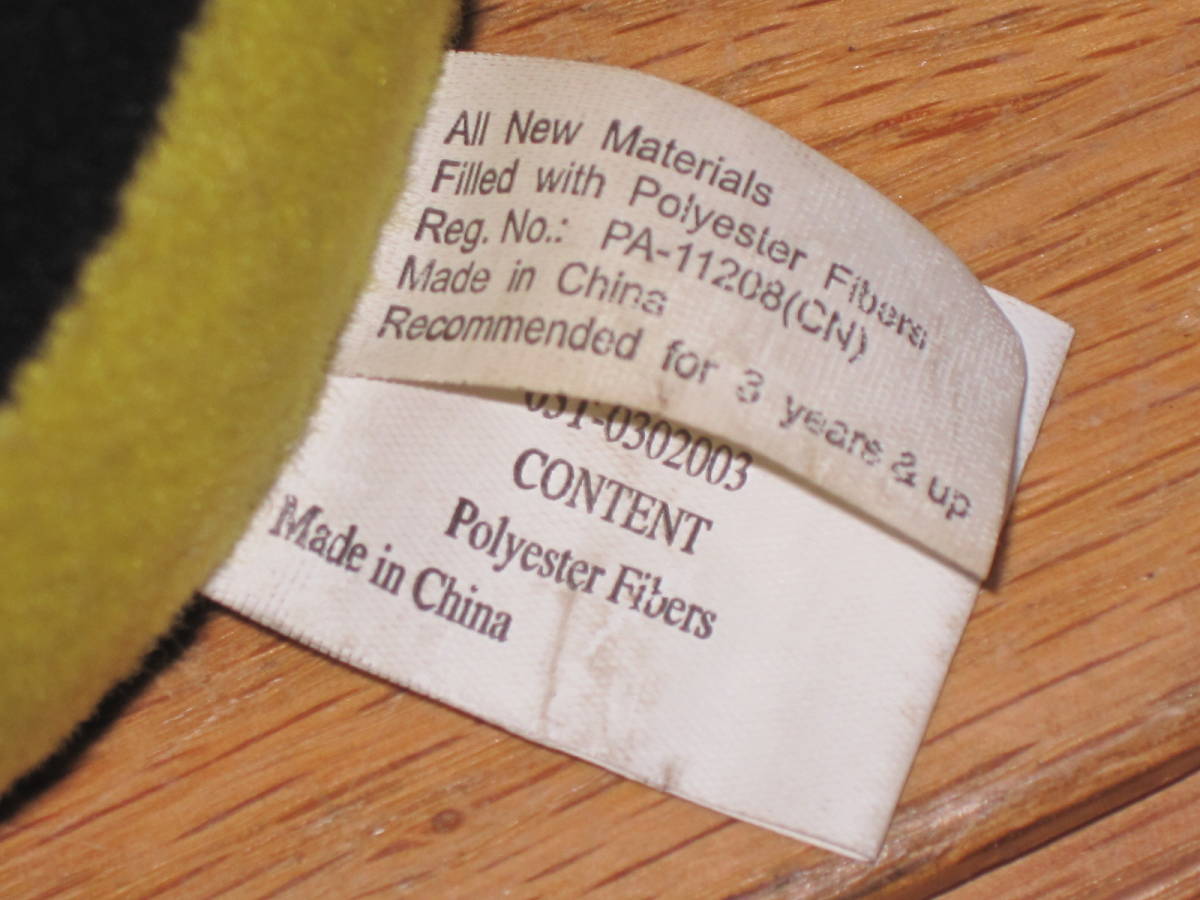 All New Materials
Filled with Polyester Fibers
Reg. No.: PA-11208(CN)
Made in China
Recommended for 3 years & up
CONTENT
Polyester Fibers
Made in China